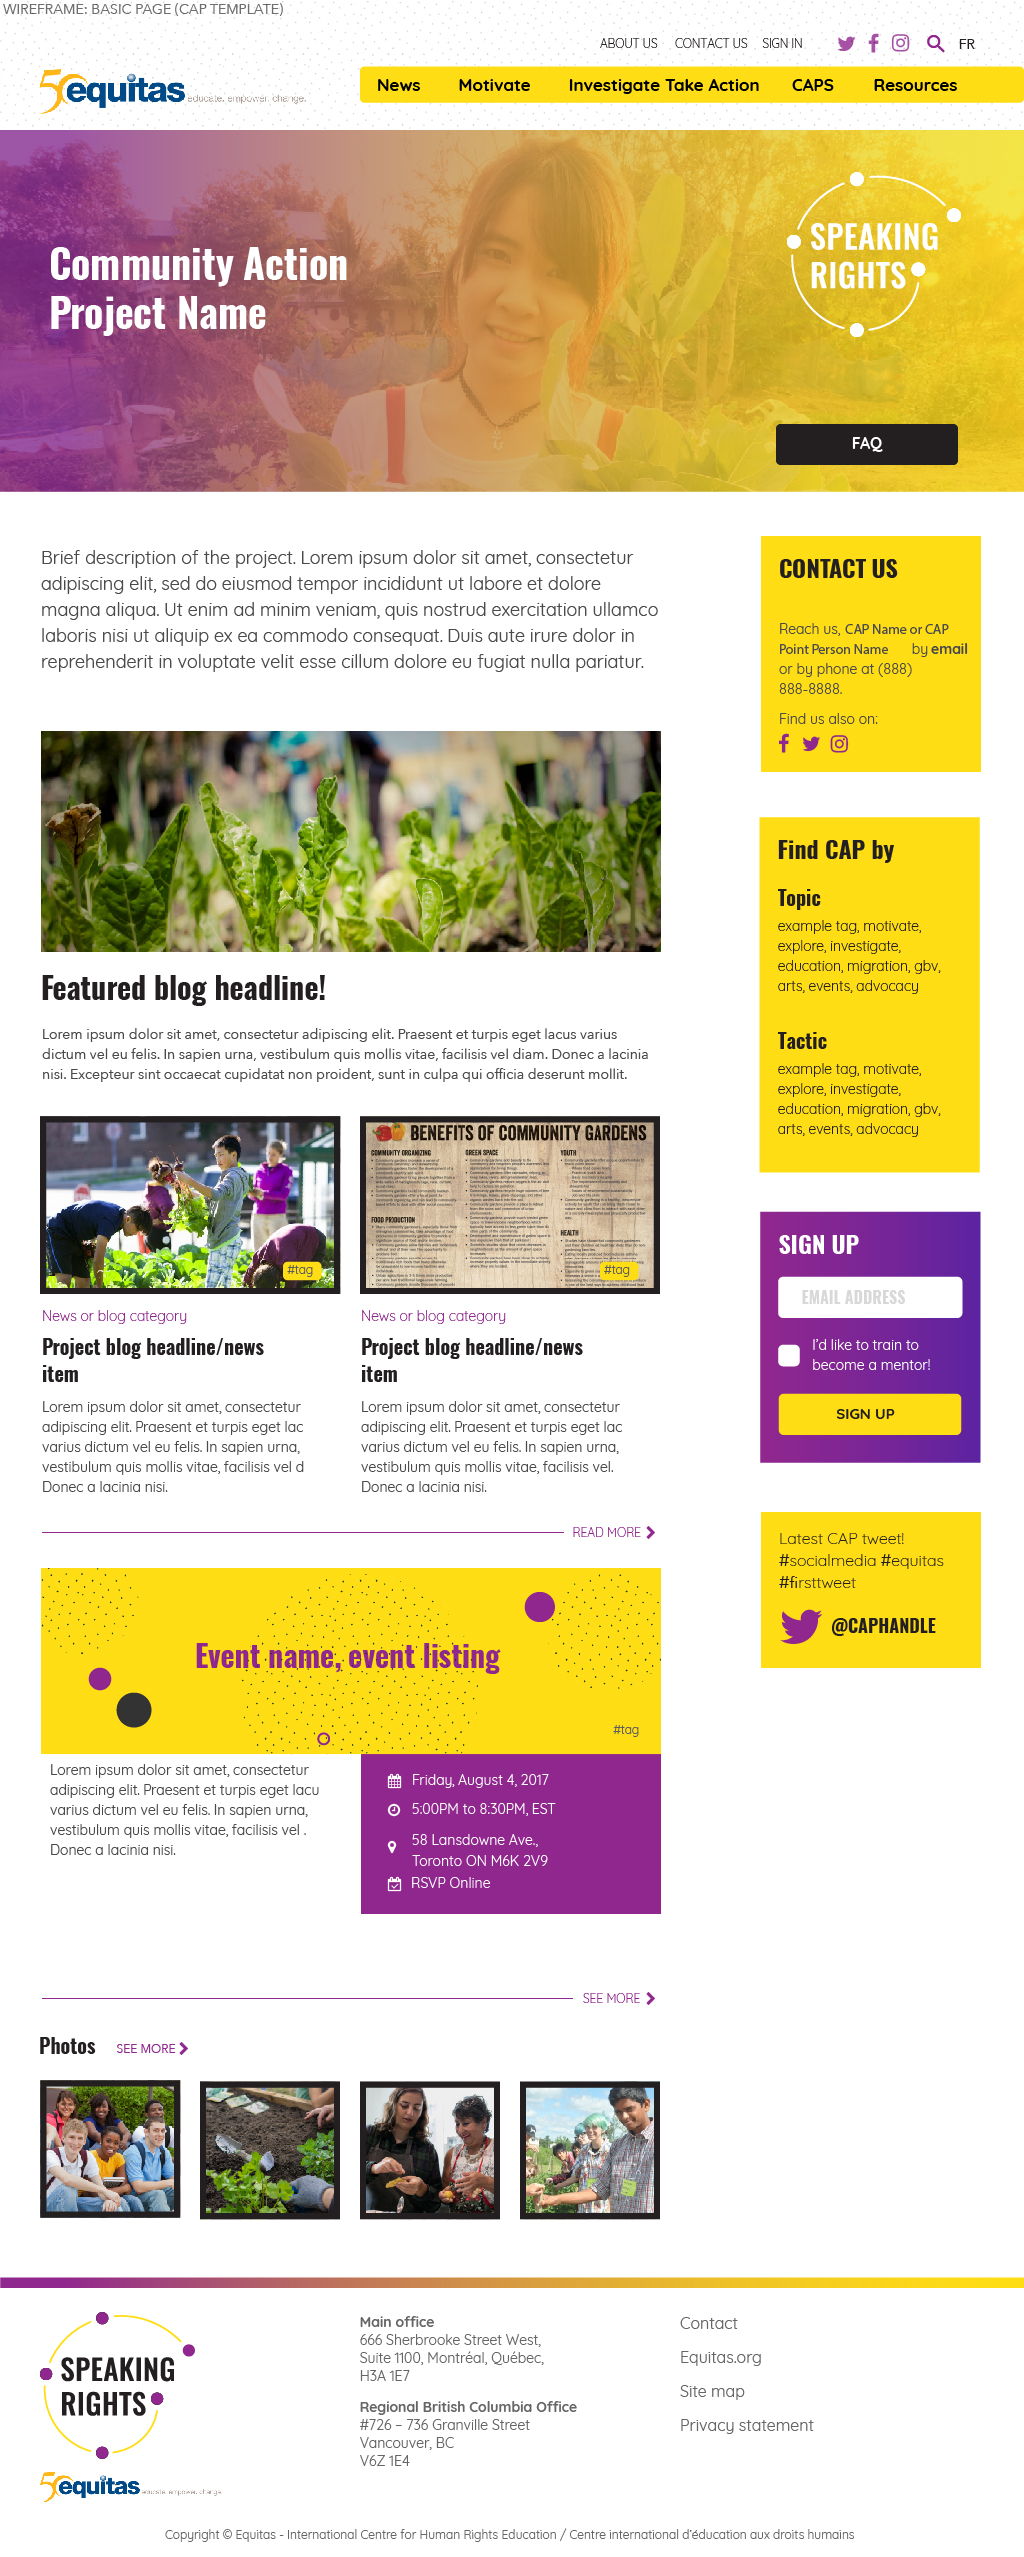 WIREFRAME: BASIC PAGE (CAP TEMPLATE)
ABOUT US CONTACT US SIGN IN FR
50 equitas educate. empower. change.
News Motivate Investigate Take Action CAPS Resources
Community Action
Project Name
SPEAKING
RIGHTS
FAQ
Brief description of the project. Lorem ipsum dolor sit amet, consectetur
adipiscing elit, sed do eiusmod tempor incididunt ut labore et dolore
magna aliqua. Ut enim ad minim veniam, quis nostrud exercitation ullamco
laboris nisi ut aliquip ex ea commodo consequat. Duis aute irure dolor in
reprehenderit in voluptate velit esse cillum dolore eu fugiat nulla pariatur.
Featured blog headline!
Lorem ipsum dolor sit amet, consectetur adipiscing elit. Praesent et turpis eget lacus varius
dictum vel eu felis. In sapien urna, vestibulum quis mollis vitae, facilisis vel diam. Donec a lacinia
nisi. Excepteur sint occaecat cupidatat non proident, sunt in culpa qui officia deserunt mollit.
#tag
News or blog category
Project blog headline/news
item
Lorem ipsum dolor sit amet, consectetur
adipiscing elit. Praesent et turpis eget lac
varius dictum vel eu felis. In sapien urna,
vestibulum quis mollis vitae, facilisis vel d
Donec a lacinia nisi.
BENEFITS OF COMMUNITY GARDENS
COMMUNITY ORGANIZING
GREEN SPACE
YOUTH
FOOD PRODUCTION
HEALTH
#tag
News or blog category
Project blog headline/news
item
Lorem ipsum dolor sit amet, consectetur
adipiscing elit. Praesent et turpis eget lac
varius dictum vel eu felis. In sapien urna,
vestibulum quis mollis vitae, facilisis vel.
Donec a lacinia nisi.
READ MORE
Event name, event listing
#tag
Lorem ipsum dolor sit amet, consectetur
adipiscing elit. Praesent et turpis eget lacu
varius dictum vel eu felis. In sapien urna,
vestibulum quis mollis vitae, facilisis vel .
Donec a lacinia nisi.
Friday, August 4, 2017
5:00PM to 8:30PM, EST
58 Lansdowne Ave.,
Toronto ON M6K 2V9
RSVP Online
SEE MORE
Photos SEE MORE
CONTACT US
Reach us, CAP Name or CAP
Point Person Name by email
or by phone at (888)
888-8888.
Find us also on:
Find CAP by
Topic
example tag, motivate,
explore, investigate,
education, migration, gbv,
arts, events, advocacy
Tactic
example tag, motivate,
explore, investigate,
education, migration, gbv,
arts, events, advocacy
SIGN UP
EMAIL ADDRESS
I'd like to train to
become a mentor!
SIGN UP
Latest CAP tweet!
#socialmedia #equitas
#firsttweet
@CAPHANDLE
SPEAKING
RIGHTS
50 equitas educate. empower. change.
Main office
666 Sherbrooke Street West,
Suite 1100, Montréal, Québec,
H3A 1E7
Regional British Columbia Office
#726 – 736 Granville Street
Vancouver, BC
V6Z 1E4
Contact
Equitas.org
Site map
Privacy statement
Copyright © Equitas - International Centre for Human Rights Education / Centre international d'éducation aux droits humains